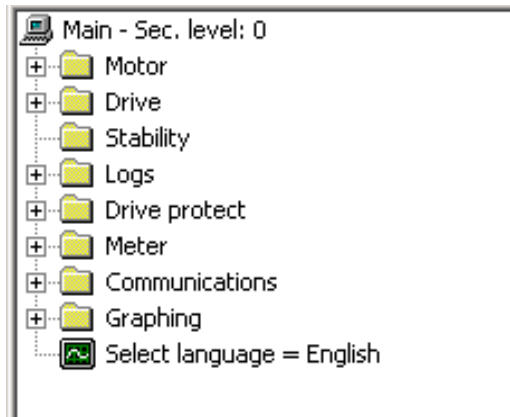 Main - Sec. level: 0
Motor
Drive
Stability
Logs
Drive protect
Meter
Communications
Graphing
Select language = English